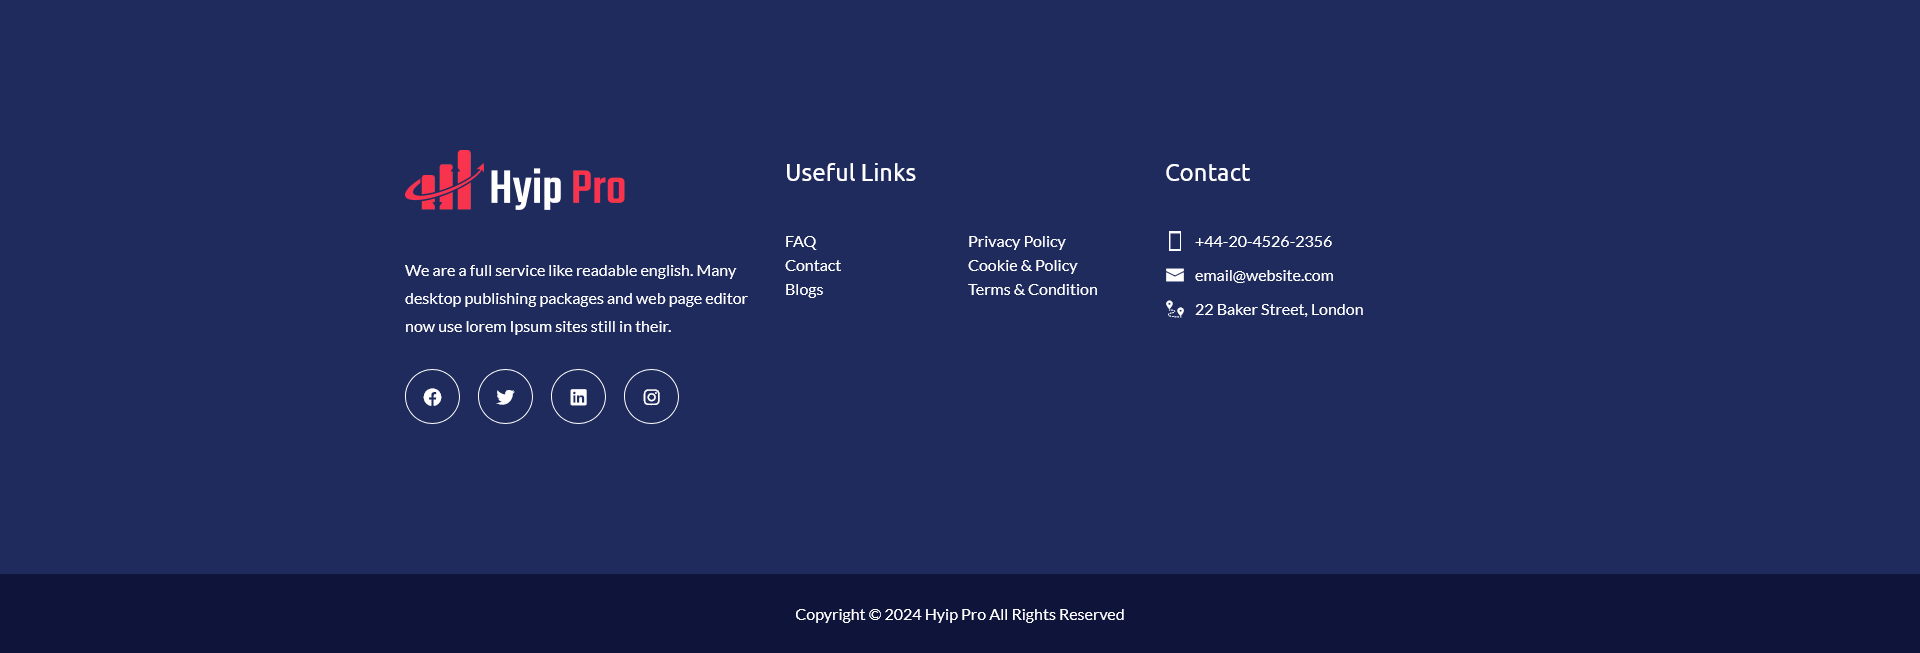 Hyip Pro
We are a full service like readable english. Many
desktop publishing packages and web page editor
now use lorem Ipsum sites still in their.
Useful Links
FAQ
Contact
Blogs
Privacy Policy
Cookie & Policy
Terms & Condition
Contact
+44-20-4526-2356
email@website.com
22 Baker Street, London
Copyright © 2024 Hyip Pro All Rights Reserved